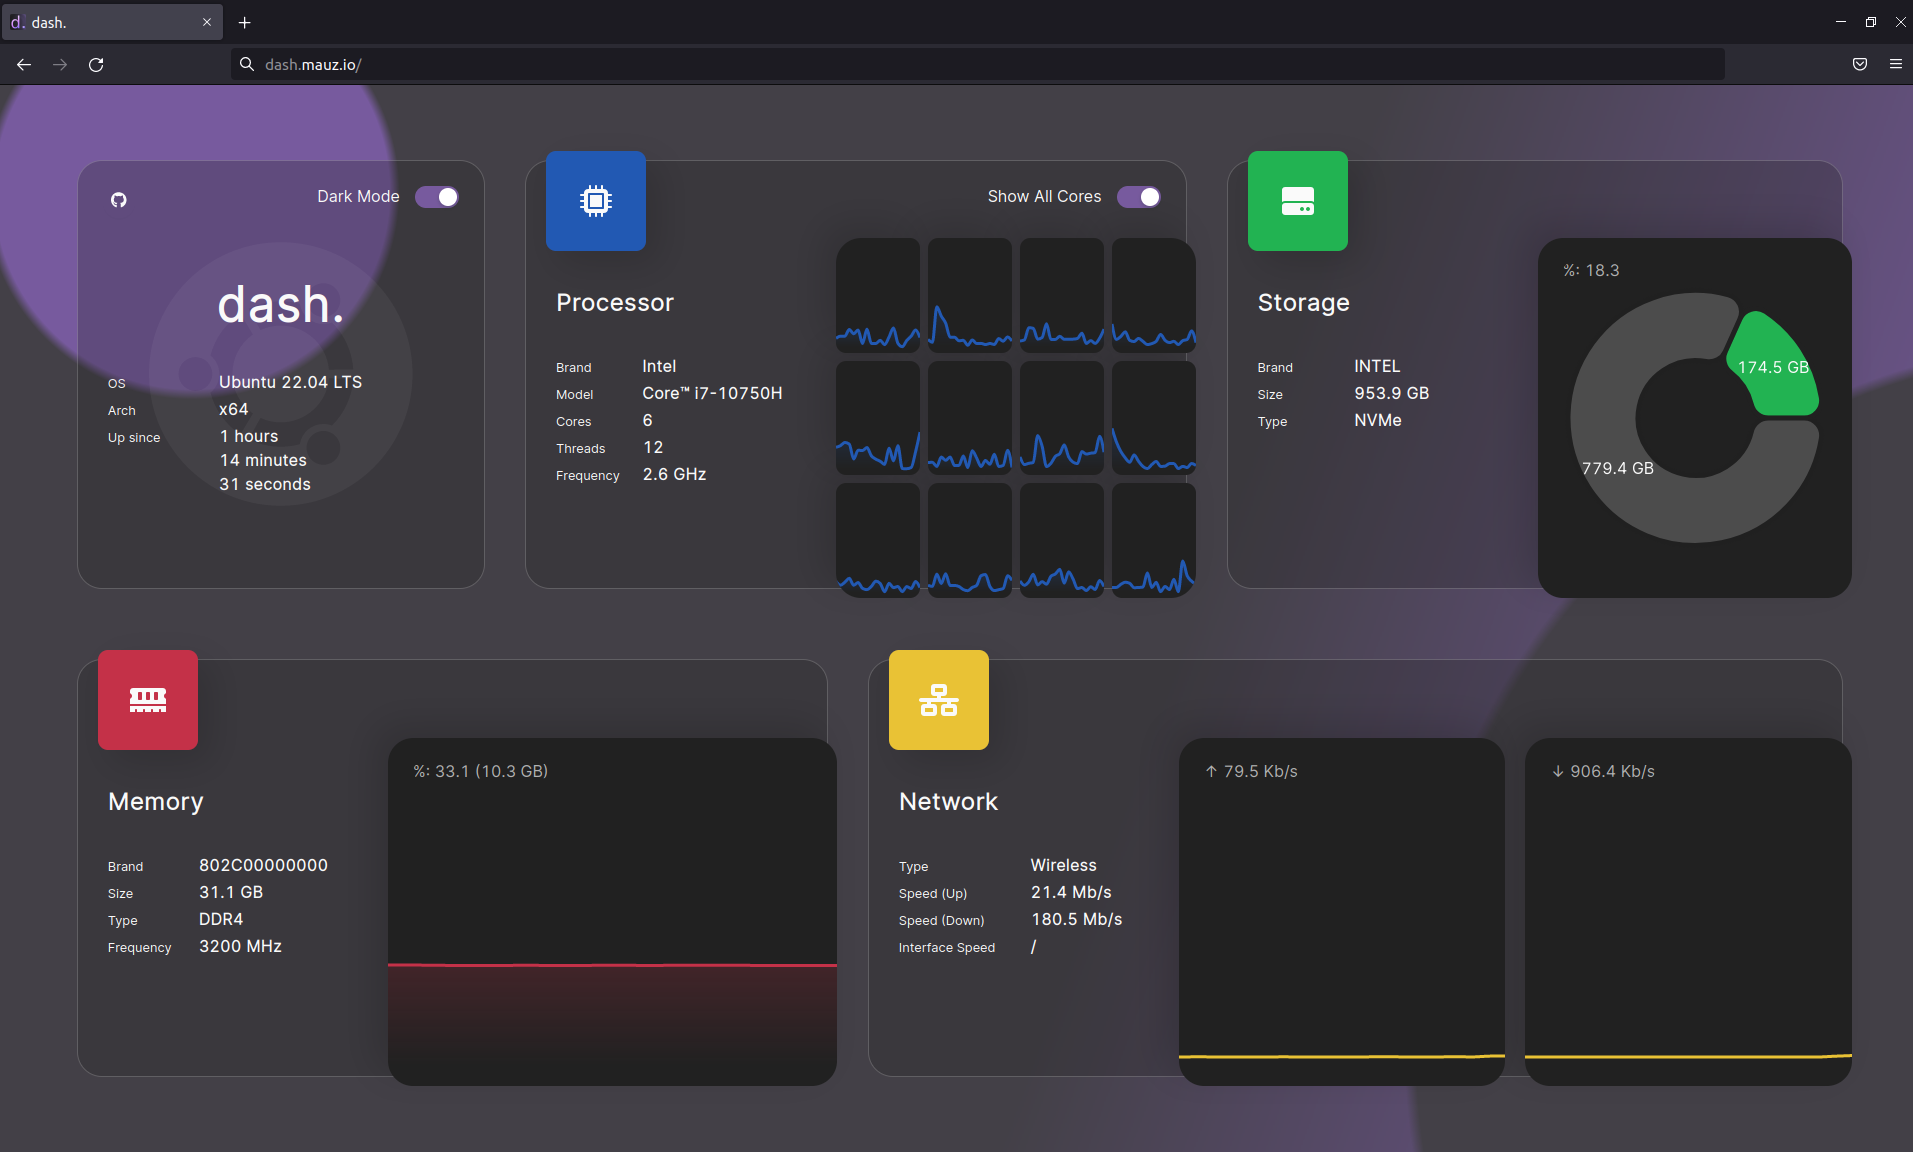 d. dash.
dash.mauz.io/
Dark Mode
dash.
OS Ubuntu 22.04 LTS
Arch x64
Up since 1 hours
14 minutes
31 seconds
Show All Cores
Processor
Brand Intel
Model Core™ i7-10750H
Cores 6
Threads 12
Frequency 2.6 GHz
Storage
Brand INTEL
Size 953.9 GB
Type NVMe
%: 18.3
174.5 GB
779.4 GB
Memory
Brand 802C00000000
Size 31.1 GB
Type DDR4
Frequency 3200 MHz
%: 33.1 (10.3 GB)
Network
Type Wireless
Speed (Up) 21.4 Mb/s
Speed (Down) 180.5 Mb/s
Interface Speed /
↑ 79.5 Kb/s
↓ 906.4 Kb/s